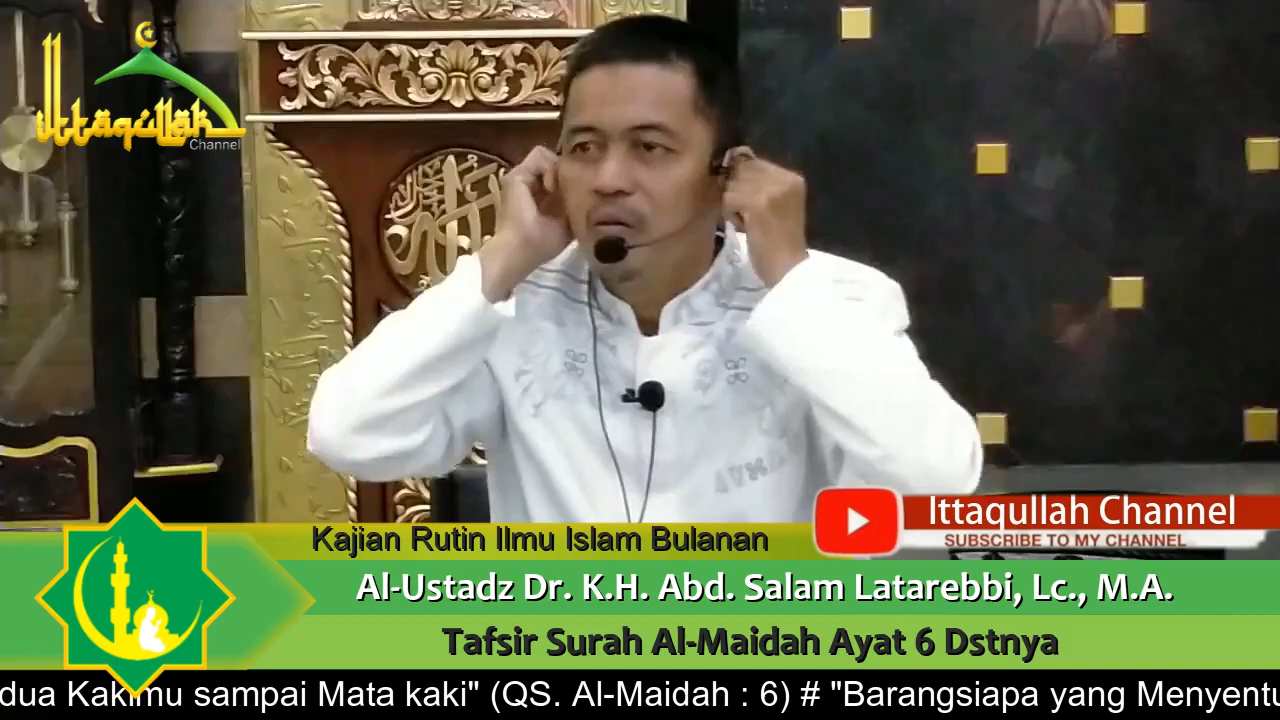 Ittaqullah
Channel
Kajian Rutin Ilmu Islam Bulanan
Ittaqullah Channel
SUBSCRIBE TO MY CHANNEL
Al-Ustadz Dr. K.H. Abd. Salam Latarebbi, Lc., M.A.
Tafsir Surah Al-Maidah Ayat 6 Dstnya
dua Kakimu sampai Mata kaki" (QS. Al-Maidah : 6) # "Barangsiapa yang Menyentu